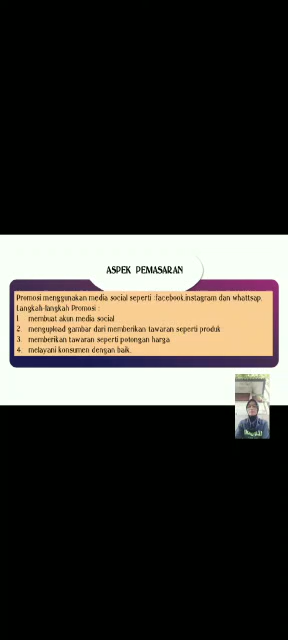 ASPEK PEMASARAN
Promosi menggunakan media social seperti :facebook,instagram dan whattsap.
Langkah-langkah Promosi :
1. membuat akun media social
2. mengupload gambar dari memberikan tawaran seperti produk
3. memberikan tawaran seperti potongan harga
4. melayani konsumen dengan baik.